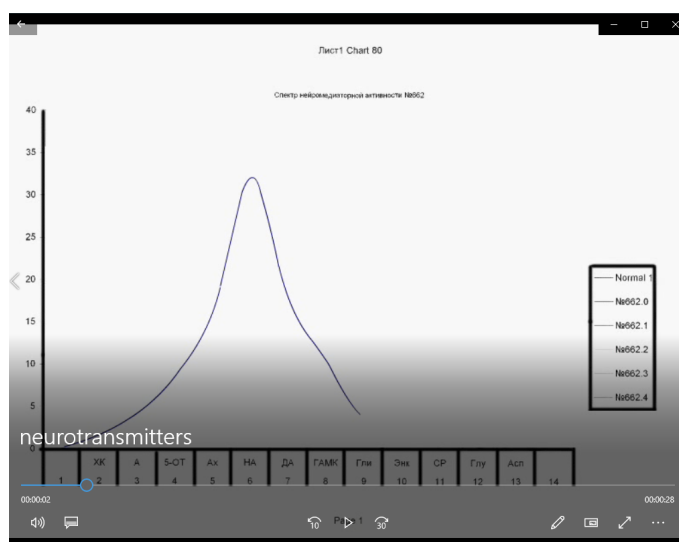 Лист1 Chart 80
Спектр нейромедиаторной активности №662
40
35
30
25
20
15
10
5
0
Normal 1
№662.0
№662.1
№662.2
№662.3
№662.4
neurotransmitters
ХК А 5-ОТ Ах НА ДА ГАМК Гли Энк СР Глу Асп
1 2 3 4 5 6 7 8 9 10 11 12 13 14
00:00:02
00:00:28
10
Page 1
30